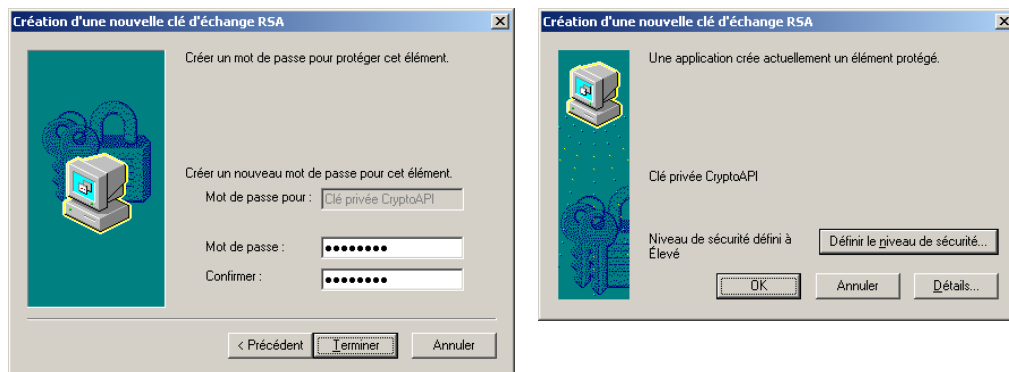 Création d'une nouvelle clé d'échange RSA
Créer un mot de passe pour protéger cet élément.
Créer un nouveau mot de passe pour cet élément.
Mot de passe pour : Clé privée CryptoAPI
Mot de passe : ●●●●●●●●
Confirmer : ●●●●●●●●
< Précédent Terminer Annuler
Création d'une nouvelle clé d'échange RSA
Une application crée actuellement un élément protégé.
Clé privée CryptoAPI
Niveau de sécurité défini à
Élevé
Définir le niveau de sécurité...
OK Annuler Détails...